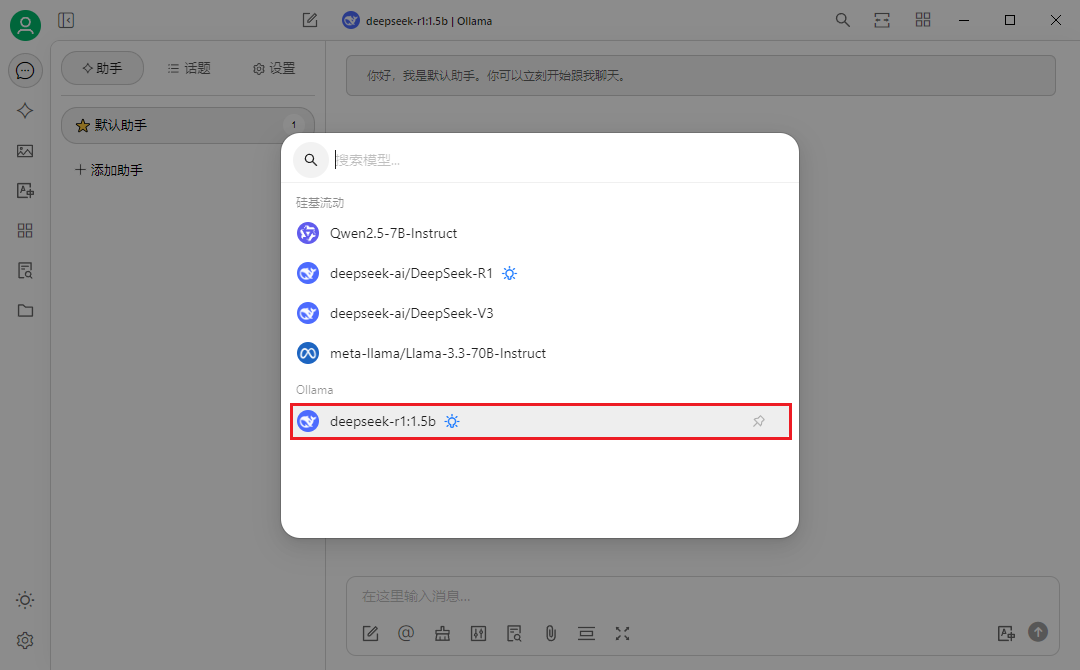 deepseek-r1:1.5b | Ollama
助手
话题
设置
你好，我是默认助手。你可以立刻开始跟我聊天。
默认助手
1
添加助手
搜索模型...
硅基流动
Qwen2.5-7B-Instruct
deepseek-ai/DeepSeek-R1
deepseek-ai/DeepSeek-V3
meta-llama/Llama-3.3-70B-Instruct
Ollama
deepseek-r1:1.5b
在这里输入消息...